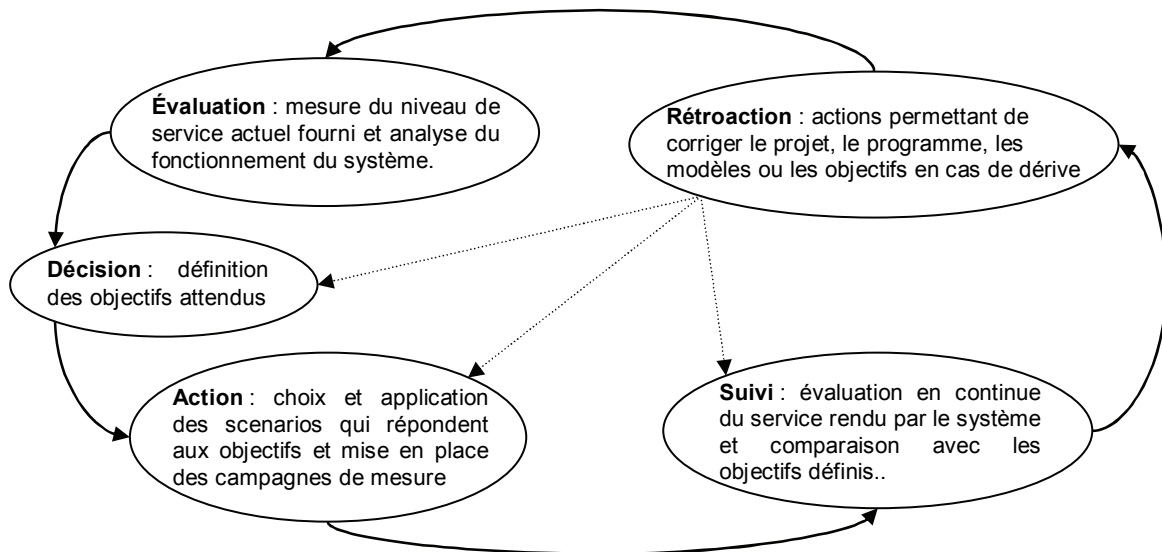 Évaluation : mesure du niveau de
service actuel fourni et analyse du
fonctionnement du système.
Rétroaction : actions permettant de
corriger le projet, le programme, les
modèles ou les objectifs en cas de dérive
Décision : définition
des objectifs attendus
Action : choix et application
des scenarios qui répondent
aux objectifs et mise en place
des campagnes de mesure
Suivi : évaluation en continue
du service rendu par le système
et comparaison avec les
objectifs définis..